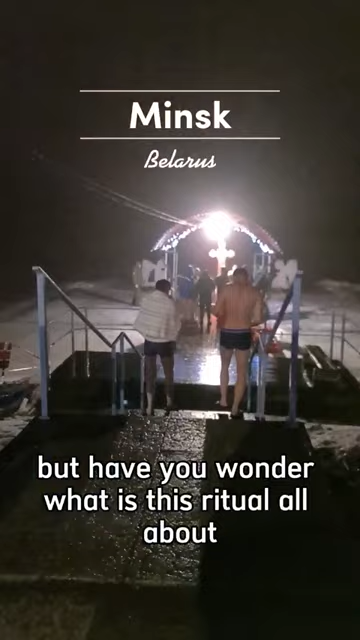 Minsk
Belarus
but have you wonder
what is this ritual all
about